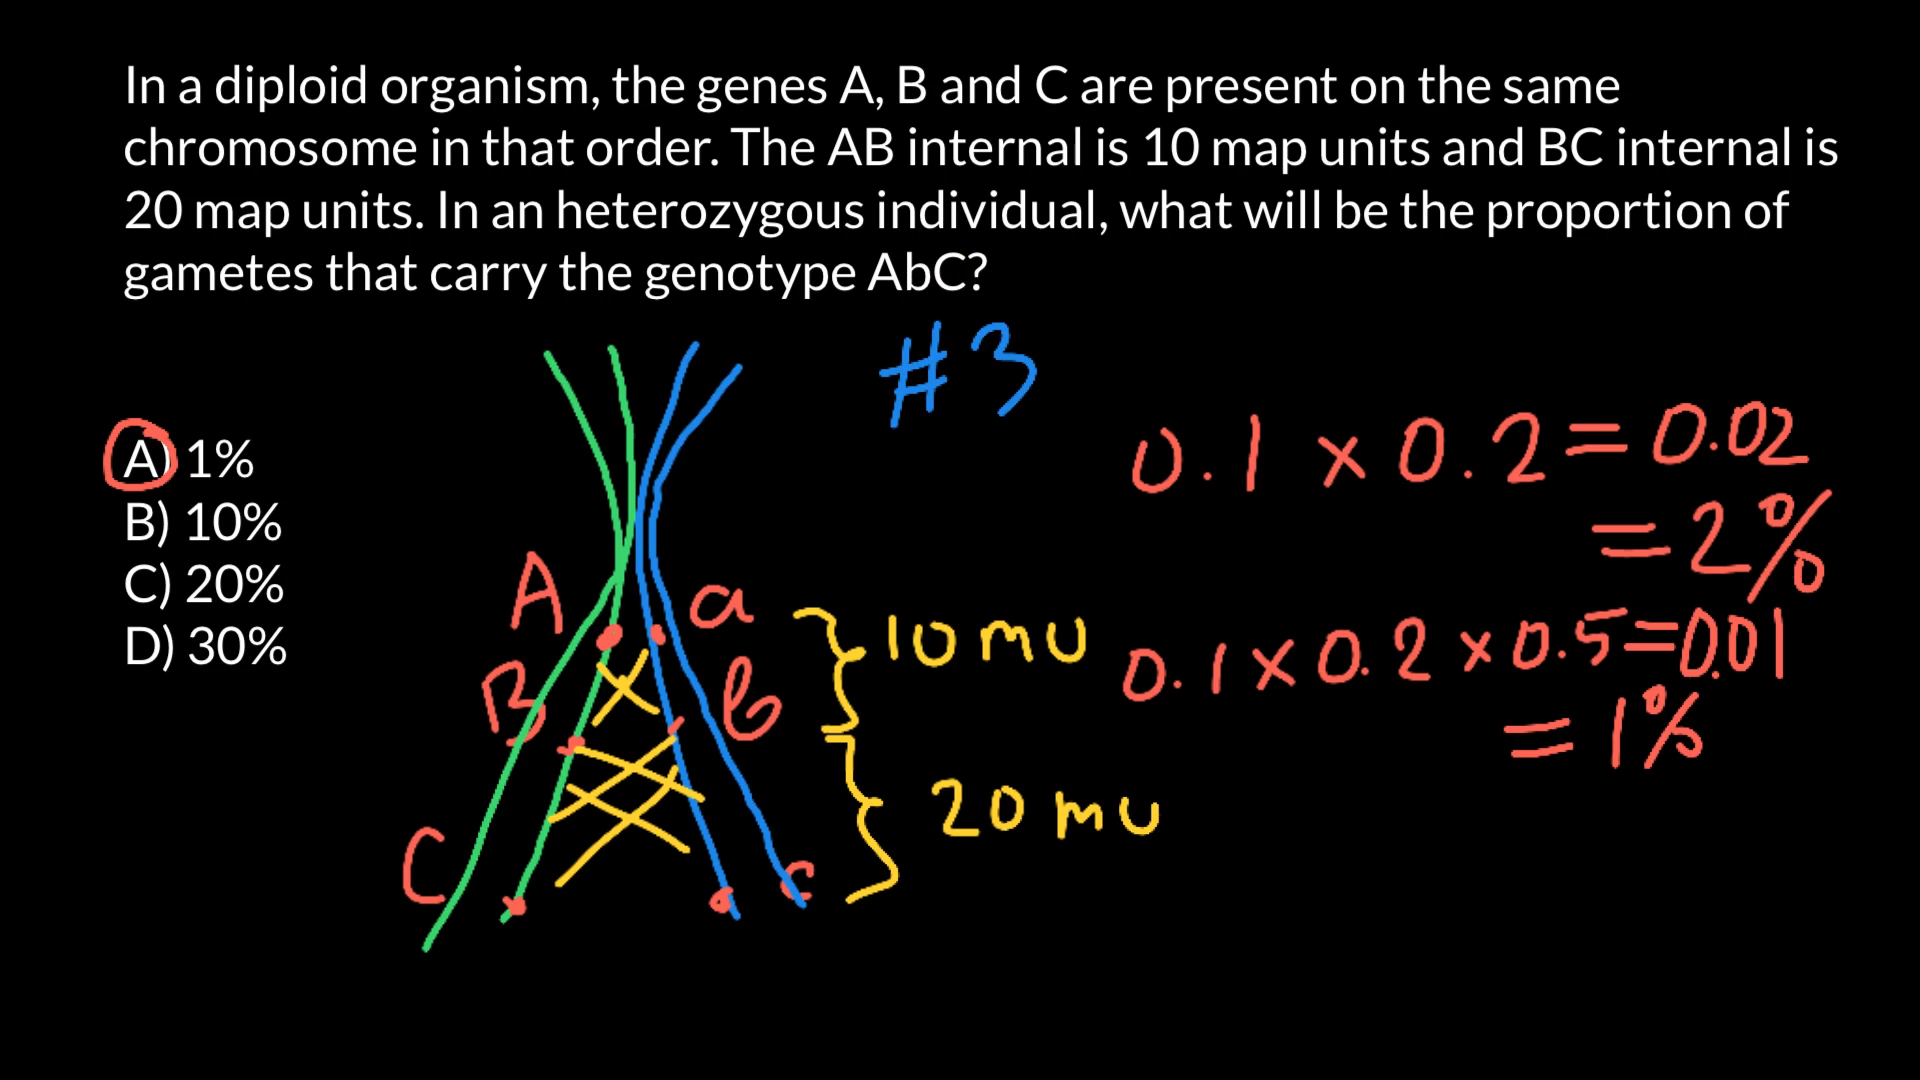 In a diploid organism, the genes A, B and C are present on the same
chromosome in that order. The AB internal is 10 map units and BC internal is
20 map units. In an heterozygous individual, what will be the proportion of
gametes that carry the genotype AbC?
#3
A) 1%
B) 10%
C) 20%
D) 30%
0.1 x 0.2 = 0.02
= 2%
A a
10 mu
B b
0.1 x 0.2 x 0.5 = 0.01
= 1%
20 mu
C c